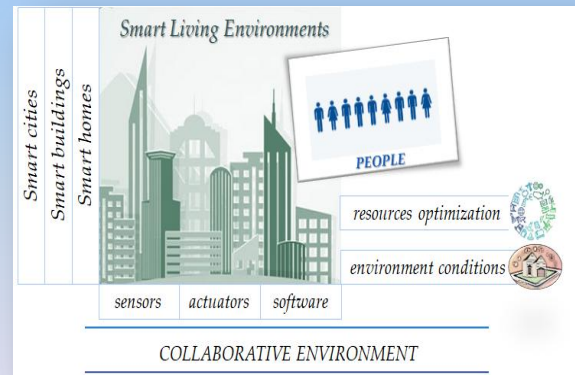 Smart Living Environments
Smart cities
Smart buildings
Smart homes
PEOPLE
resources optimization
environment conditions
sensors
actuators
software
COLLABORATIVE ENVIRONMENT